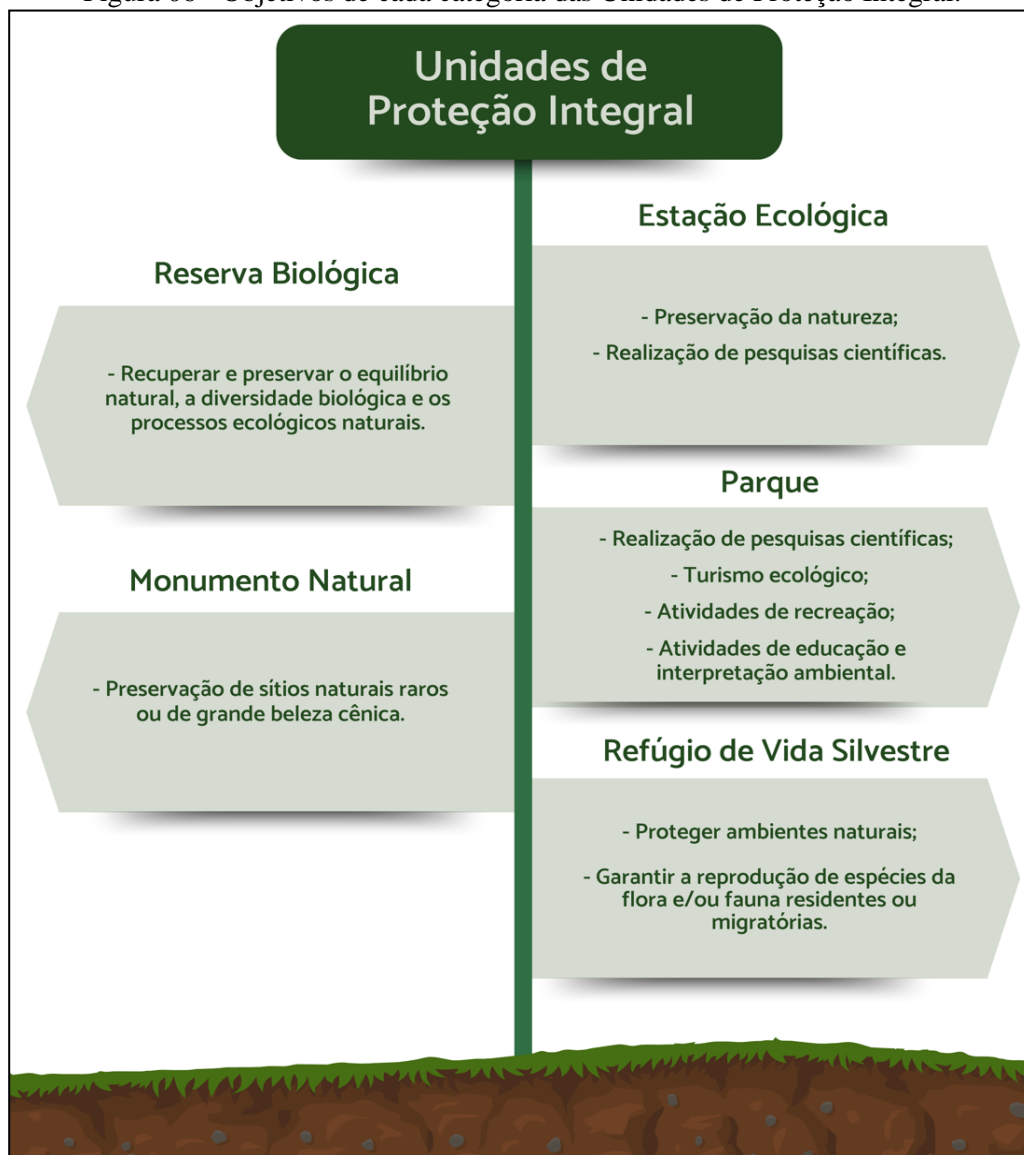 Unidades de
Proteção Integral
Estação Ecológica
- Preservação da natureza;
- Realização de pesquisas científicas.
Reserva Biológica
- Recuperar e preservar o equilíbrio
natural, a diversidade biológica e os
processos ecológicos naturais.
Parque
- Realização de pesquisas científicas;
- Turismo ecológico;
- Atividades de recreação;
- Atividades de educação e
interpretação ambiental.
Monumento Natural
- Preservação de sítios naturais raros
ou de grande beleza cênica.
Refúgio de Vida Silvestre
- Proteger ambientes naturais;
- Garantir a reprodução de espécies da
flora e/ou fauna residentes ou
migratórias.